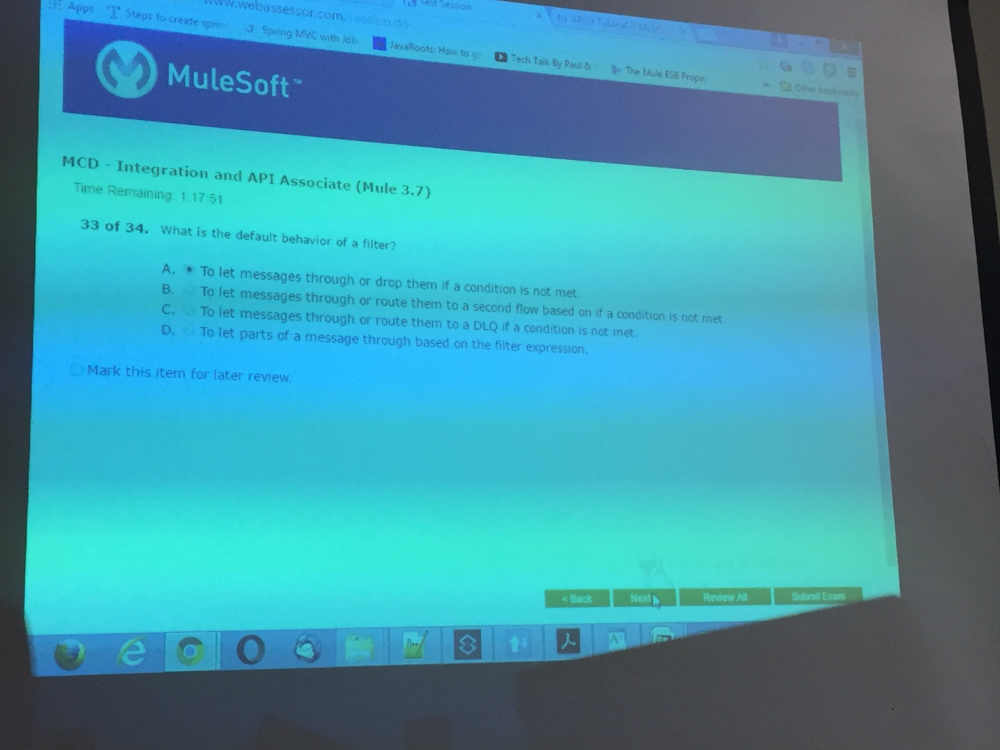 www.webassessor.com/session.do
Test Session
Apps
Steps to create sprin
Spring MVC with Jdb
JavaRoots: How to g
Tech Talk By Paul &
The Mule ESB Prope
Other bookmarks
MuleSoft™
MCD - Integration and API Associate (Mule 3.7)
Time Remaining: 1:17:51
33 of 34. What is the default behavior of a filter?
A. To let messages through or drop them if a condition is not met.
B. To let messages through or route them to a second flow based on if a condition is not met.
C. To let messages through or route them to a DLQ if a condition is not met.
D. To let parts of a message through based on the filter expression.
Mark this item for later review.
< Back
Next
Review All
Submit Exam